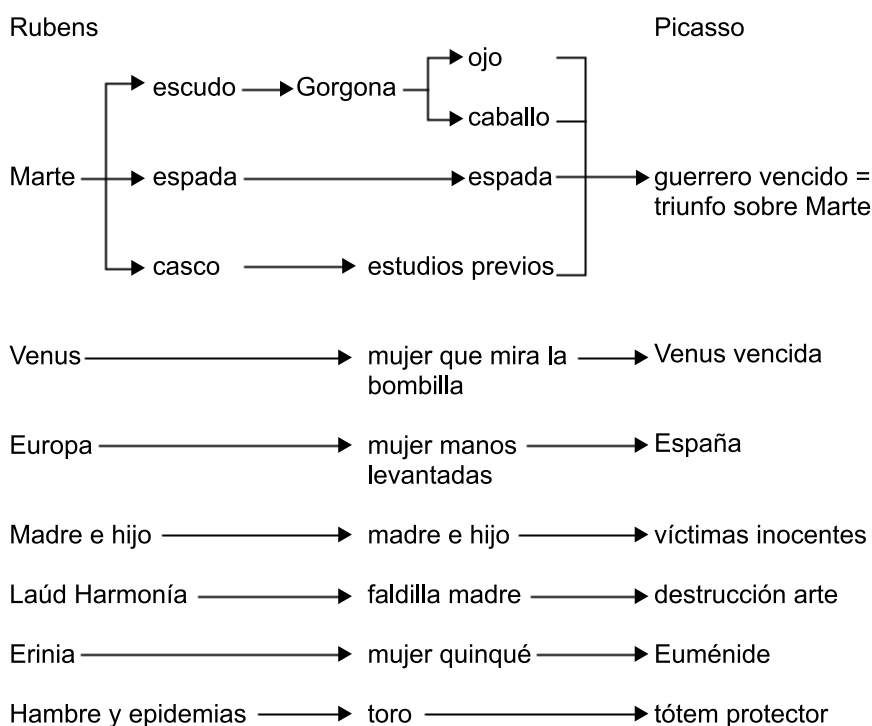 Rubens Picasso
ojo
escudo Gorgona
caballo
Marte espada espada guerrero vencido =
triunfo sobre Marte
casco estudios previos
Venus mujer que mira la Venus vencida
bombilla
Europa mujer manos España
levantadas
Madre e hijo madre e hijo víctimas inocentes
Laúd Harmonía faldilla madre destrucción arte
Erinia mujer quinqué Euménide
Hambre y epidemias toro tótem protector